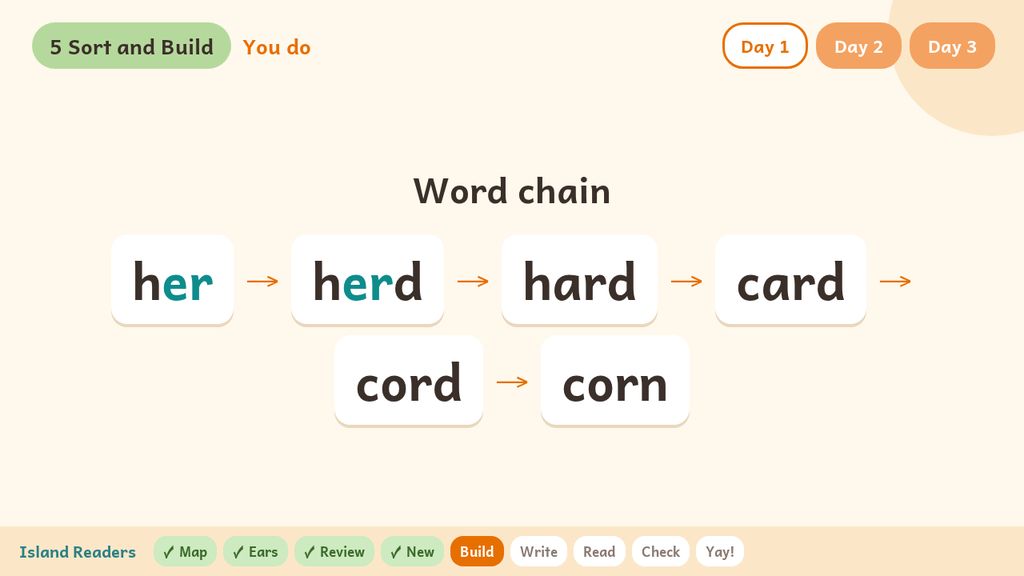 5 Sort and Build You do Day 1 Day 2 Day 3
Word chain
her → herd → hard → card →
cord → corn
Island Readers ✓ Map ✓ Ears ✓ Review ✓ New Build Write Read Check Yay!